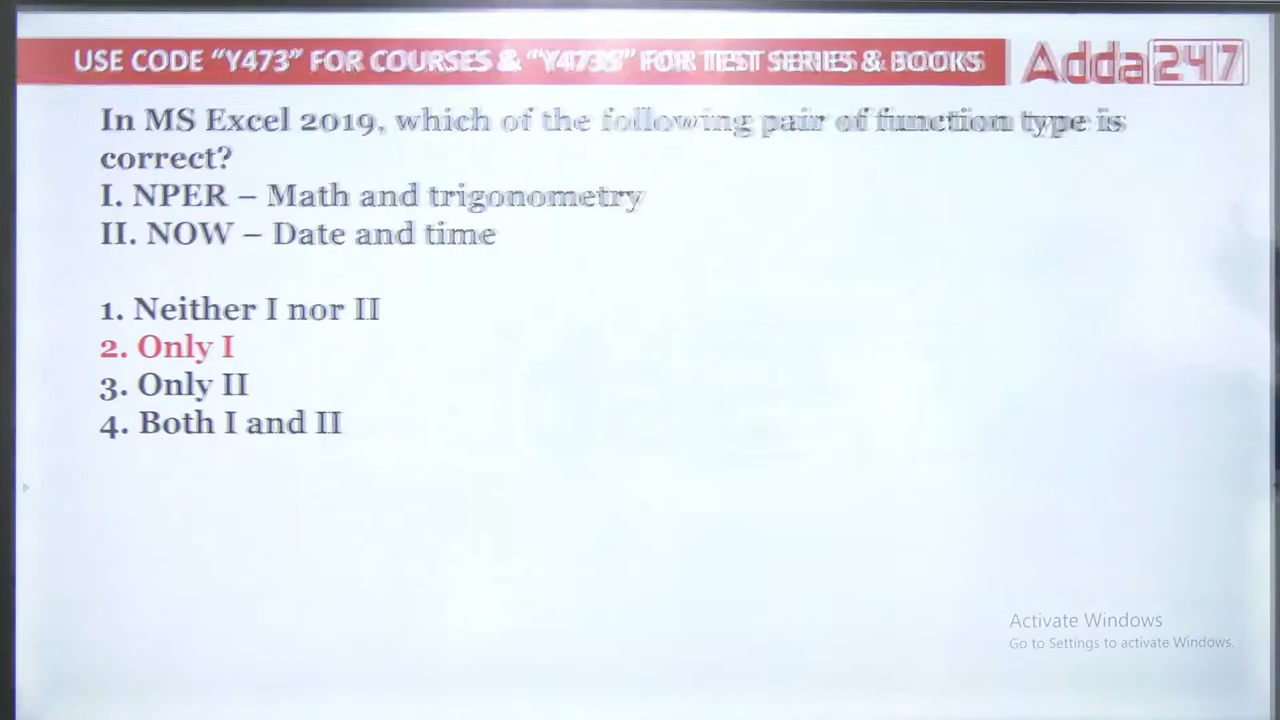 USE CODE “Y473” FOR COURSES & “Y473S” FOR TEST SERIES & BOOKS
Adda247
In MS Excel 2019, which of the following pair of function type is
correct?
I. NPER – Math and trigonometry
II. NOW – Date and time
1. Neither I nor II
2. Only I
3. Only II
4. Both I and II
Activate Windows
Go to Settings to activate Windows.